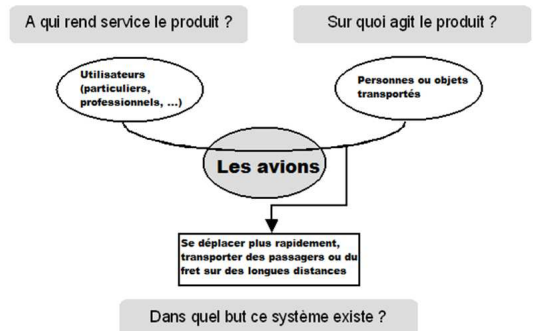 A qui rend service le produit ?
Sur quoi agit le produit ?
Utilisateurs
(particuliers,
professionnels, ...)
Personnes ou objets
transportés
Les avions
Se déplacer plus rapidement,
transporter des passagers ou du
fret sur des longues distances
Dans quel but ce système existe ?